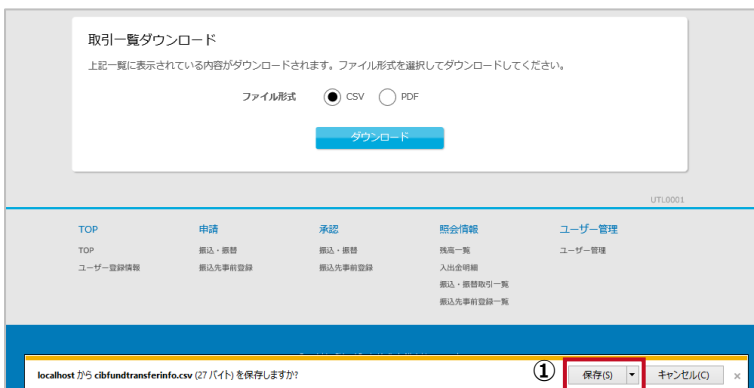 取引一覧ダウンロード
上記一覧に表示されている内容がダウンロードされます。ファイル形式を選択してダウンロードしてください。
ファイル形式 CSV PDF
ダウンロード
UTL0001
TOP 申請 承認 照会情報 ユーザー管理
TOP 振込・振替 振込・振替 残高一覧 ユーザー管理
ユーザー登録情報 振込先事前登録 振込先事前登録 入出金明細
振込・振替取引一覧
振込先事前登録一覧
localhost から cibfundtransferinfo.csv (27 バイト) を保存しますか? ① 保存(S) ▼ キャンセル(C) ×